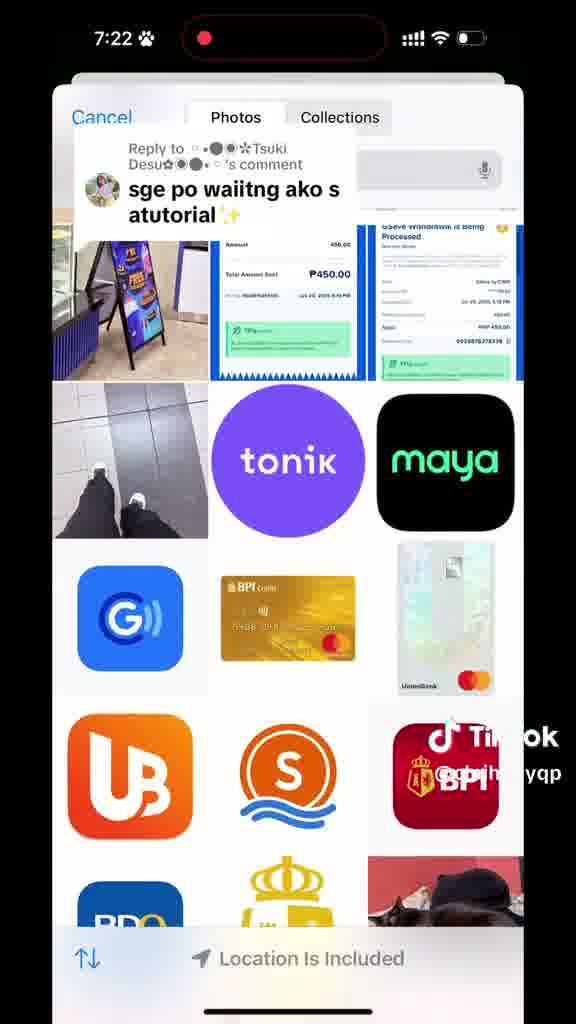 7:22
Cancel
Photos
Collections
Reply to ◦•●◉✲Tsuki
Desu✿◉●•◦'s comment
sge po waiitng ako s
atutorial✨
FREE
Amount
450.00
Total Amount Sent
₱450.00
GSave Withdrawal is Being
Processed
tonik
maya
G
BPI
UnionBank
UB
S
TikTok
BPI
BDO
Location Is Included